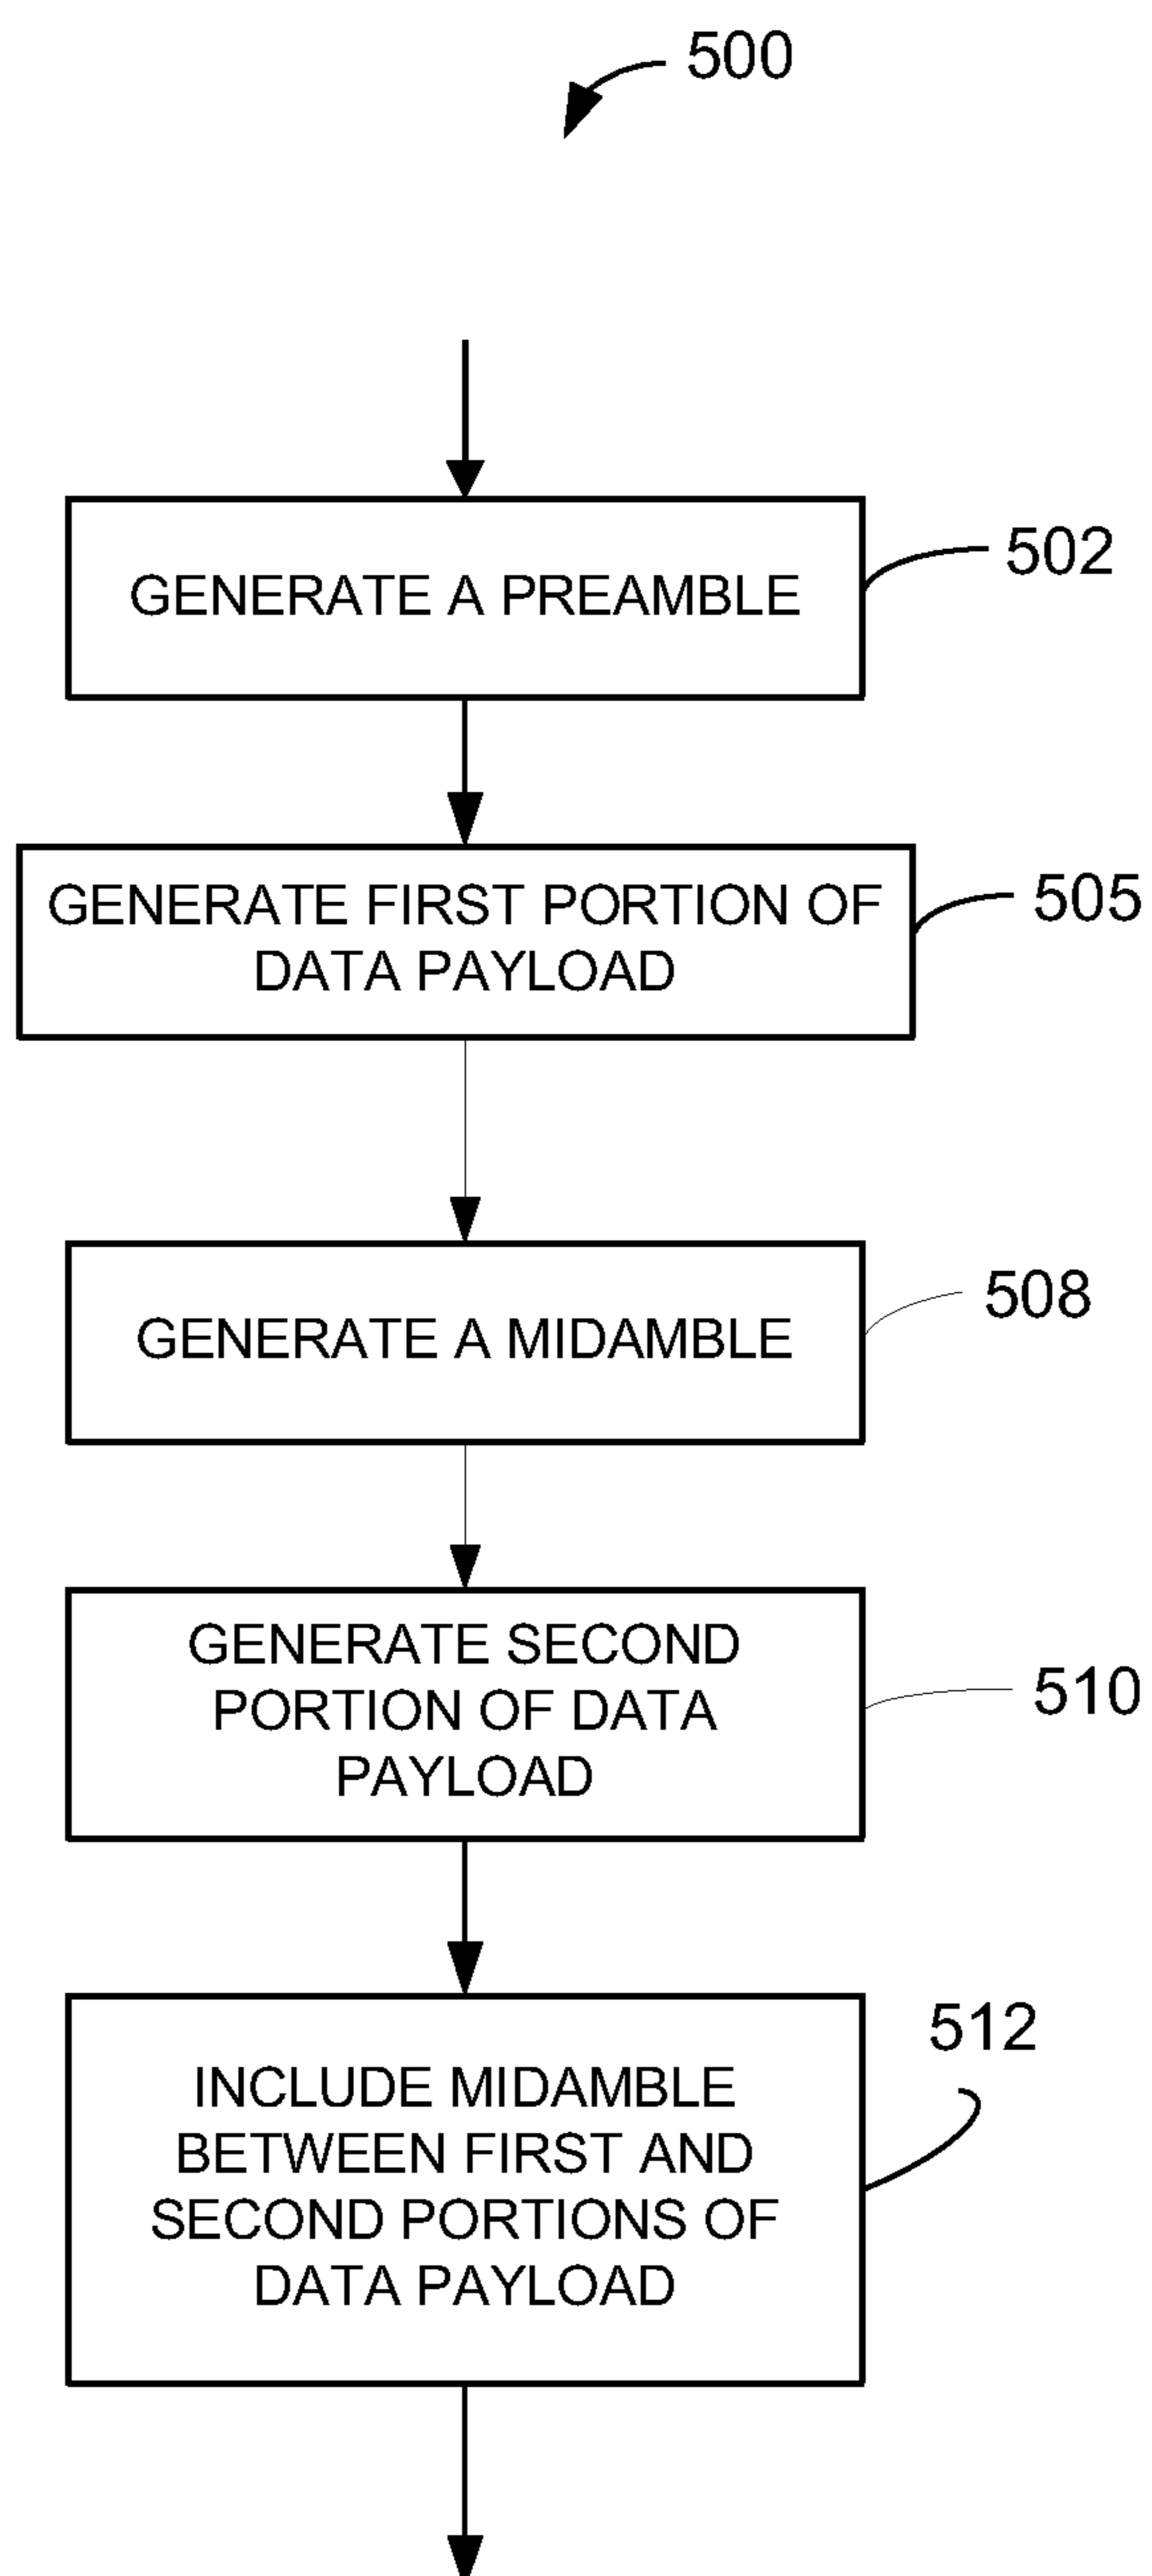 500
GENERATE A PREAMBLE
502
GENERATE FIRST PORTION OF
DATA PAYLOAD
505
GENERATE A MIDAMBLE
508
GENERATE SECOND
PORTION OF DATA
PAYLOAD
510
INCLUDE MIDAMBLE
BETWEEN FIRST AND
SECOND PORTIONS OF
DATA PAYLOAD
512